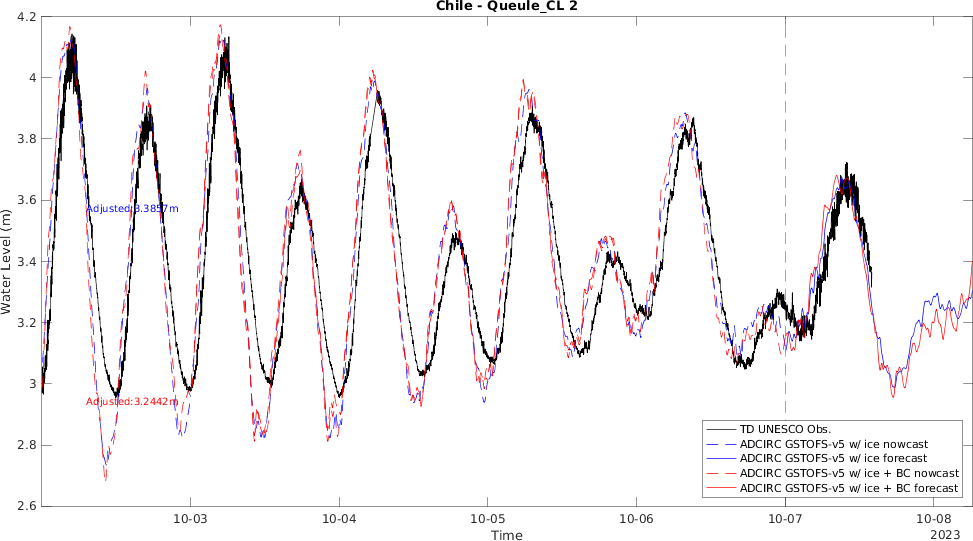 Chile - Queule_CL 2
4.2
4
3.8
3.6
3.4
3.2
3
2.8
2.6
Water Level (m)
Adjusted:3.3857m
Adjusted:3.2442m
TD UNESCO Obs.
ADCIRC GSTOFS-v5 w/ ice nowcast
ADCIRC GSTOFS-v5 w/ ice forecast
ADCIRC GSTOFS-v5 w/ ice + BC nowcast
ADCIRC GSTOFS-v5 w/ ice + BC forecast
10-03 10-04 10-05 10-06 10-07 10-08
Time
2023